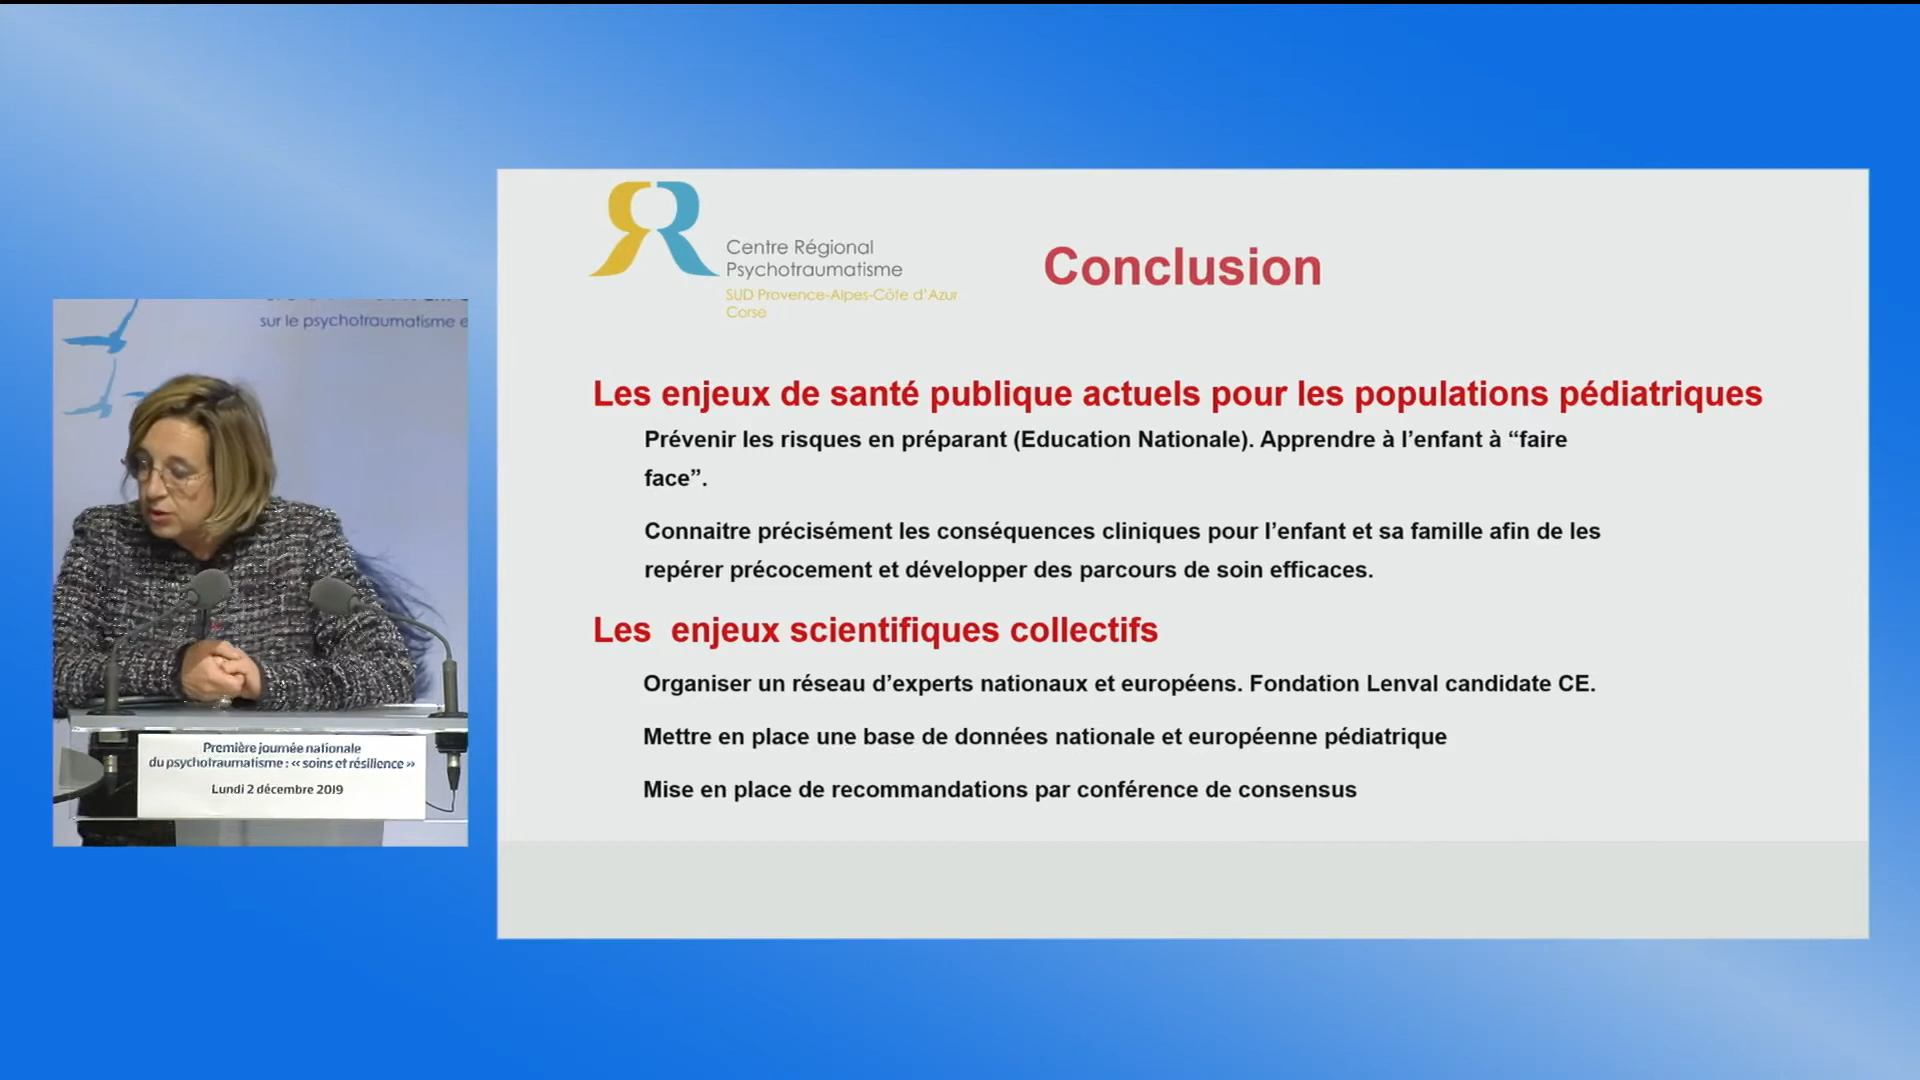 sur le psychotraumatisme e
Première journée nationale
du psychotraumatisme : « soins et résilience »
Lundi 2 décembre 2019
Centre Régional
Psychotraumatisme
SUD Provence-Alpes-Côte d’Azur
Corse
Conclusion
Les enjeux de santé publique actuels pour les populations pédiatriques
Prévenir les risques en préparant (Education Nationale). Apprendre à l’enfant à “faire
face”.
Connaitre précisément les conséquences cliniques pour l’enfant et sa famille afin de les
repérer précocement et développer des parcours de soin efficaces.
Les enjeux scientifiques collectifs
Organiser un réseau d’experts nationaux et européens. Fondation Lenval candidate CE.
Mettre en place une base de données nationale et européenne pédiatrique
Mise en place de recommandations par conférence de consensus